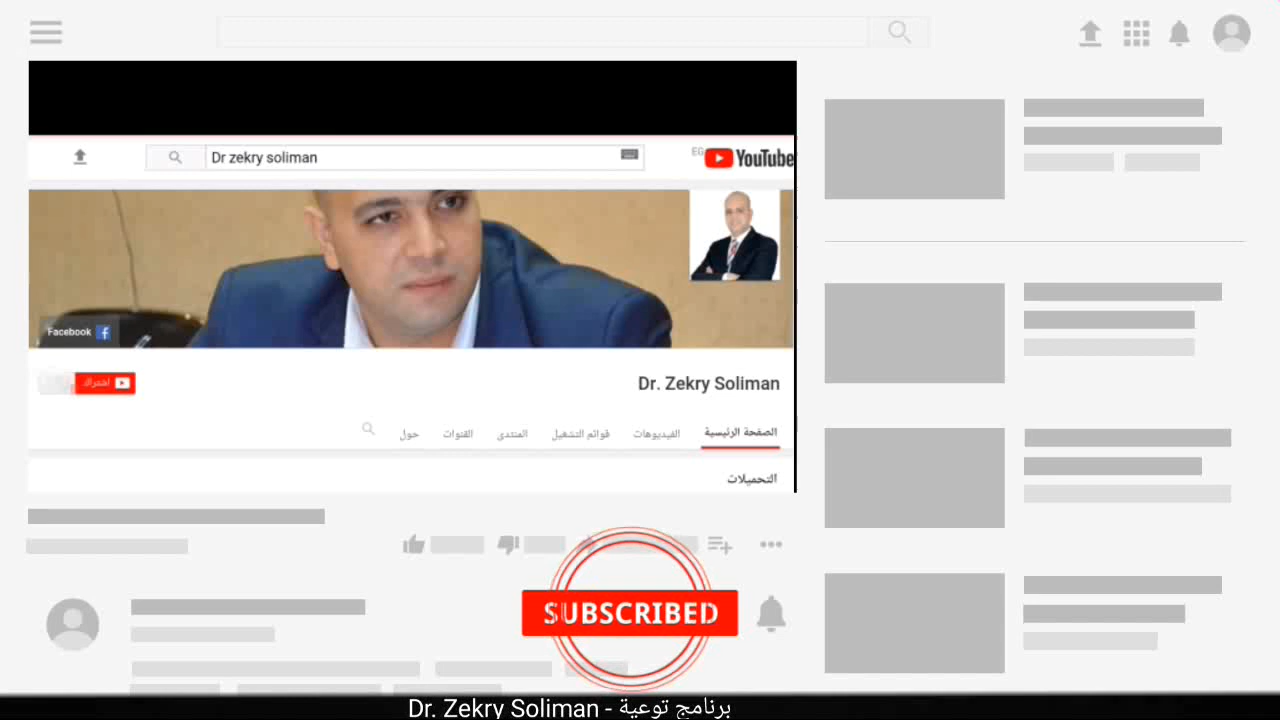 Dr zekry soliman
EG
YouTube
Facebook
اشتراك
Dr. Zekry Soliman
الصفحة الرئيسية الفيديوهات قوائم التشغيل المنتدى القنوات حول
التحميلات
SUBSCRIBED
Dr. Zekry Soliman - برنامج توعية